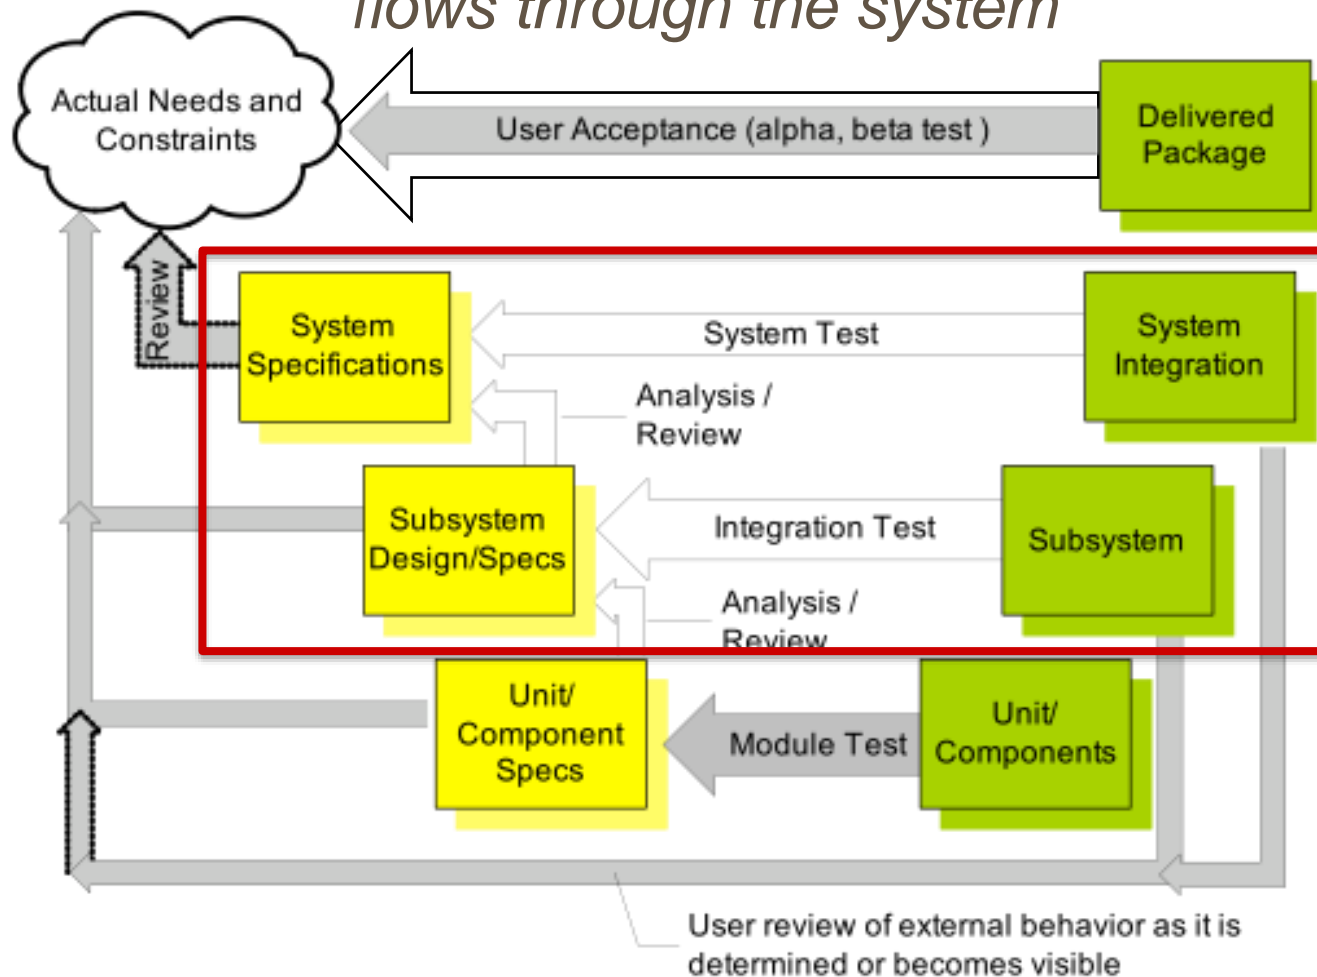 flows through the system
Actual Needs and
Constraints
User Acceptance (alpha, beta test )
Delivered
Package
Review
System
Specifications
System Test
System
Integration
Analysis /
Review
Subsystem
Design/Specs
Integration Test
Subsystem
Analysis /
Review
Unit/
Component
Specs
Module Test
Unit/
Components
User review of external behavior as it is
determined or becomes visible